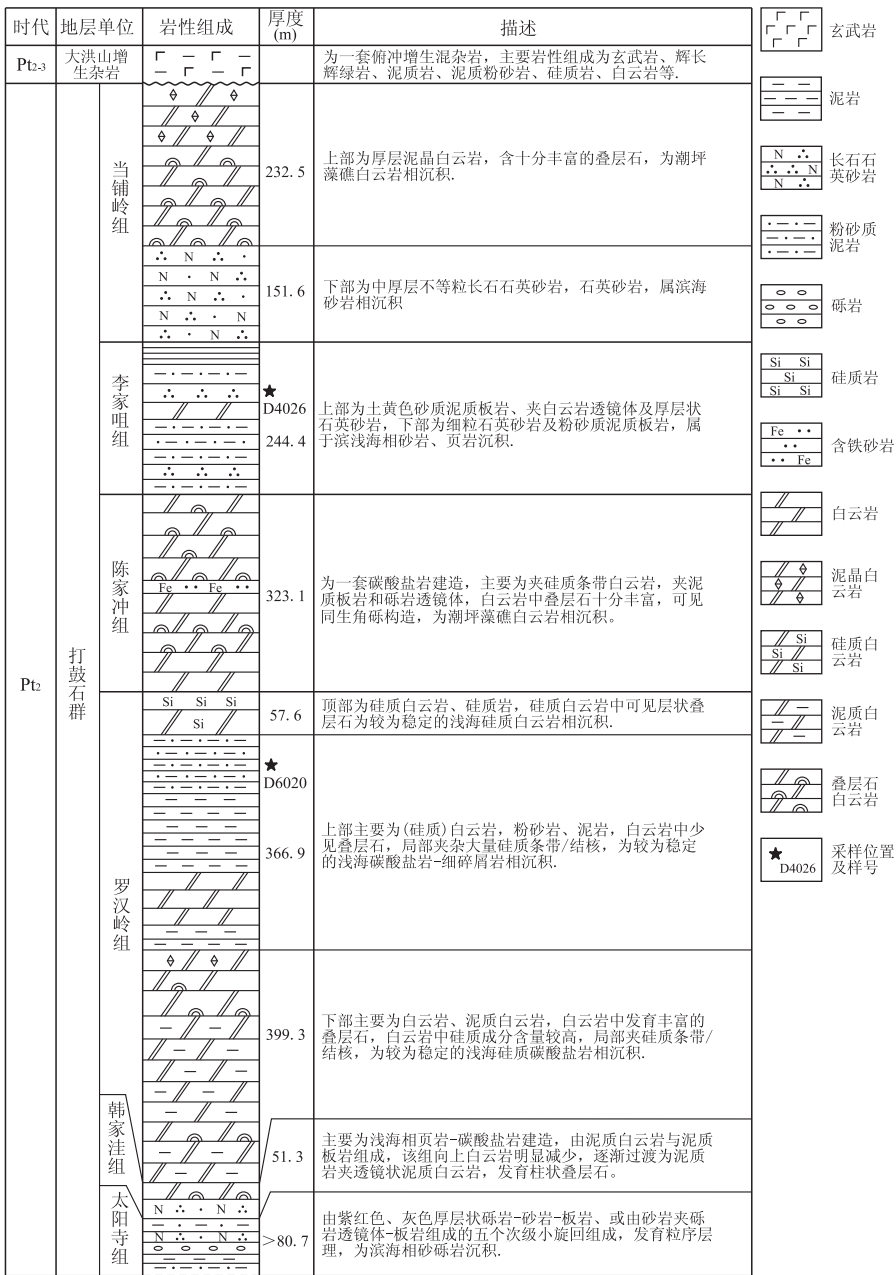 时代 地层单位 岩性组成 厚度(m) 描述
Pt2-3 大洪山增生杂岩 为一套俯冲增生混杂岩，主要岩性组成为玄武岩、辉长
辉绿岩、泥质岩、泥质粉砂岩、硅质岩、白云岩等.
Pt2
打鼓石群
当铺岭组
232.5
上部为厚层泥晶白云岩，含十分丰富的叠层石，为潮坪
藻礁白云岩相沉积.
N
N N
N
N N
N
151.6
下部为中厚层不等粒长石石英砂岩，石英砂岩，属滨海
砂岩相沉积
李家咀组
★
D4026
244.4
上部为土黄色砂质泥质板岩、夹白云岩透镜体及厚层状
石英砂岩，下部为细粒石英砂岩及粉砂质泥质板岩，属
于滨浅海相砂岩、页岩沉积.
陈家冲组
Fe Fe
323.1
为一套碳酸盐岩建造，主要为夹硅质条带白云岩，夹泥
质板岩和砾岩透镜体，白云岩中叠层石十分丰富，可见
同生角砾构造，为潮坪藻礁白云岩相沉积。
罗汉岭组
Si Si Si
Si
57.6
顶部为硅质白云岩、硅质岩，硅质白云岩中可见层状叠
层石为较为稳定的浅海硅质白云岩相沉积.
★
D6020
366.9
上部主要为(硅质)白云岩，粉砂岩、泥岩，白云岩中少
见叠层石，局部夹杂大量硅质条带/结核，为较为稳定
的浅海碳酸盐岩-细碎屑岩相沉积.
399.3
下部主要为白云岩、泥质白云岩，白云岩中发育丰富的
叠层石，白云岩中硅质成分含量较高，局部夹硅质条带/
结核，为较为稳定的浅海硅质碳酸盐岩相沉积.
韩家洼组
51.3
主要为浅海相页岩-碳酸盐岩建造，由泥质白云岩与泥质
板岩组成，该组向上白云岩明显减少，逐渐过渡为泥质
岩夹透镜状泥质白云岩，发育柱状叠层石。
太阳寺组
N N
N N
>80.7
由紫红色、灰色厚层状砾岩-砂岩-板岩、或由砂岩夹砾
岩透镜体-板岩组成的五个次级小旋回组成，发育粒序层
理，为滨海相砂砾岩沉积.
玄武岩
泥岩
N
N
N
长石石
英砂岩
粉砂质
泥岩
砾岩
Si Si
Si
Si Si
硅质岩
Fe
Fe
含铁砂岩
白云岩
泥晶白
云岩
Si
Si
Si
硅质白
云岩
泥质白
云岩
叠层石
白云岩
★
D4026
采样位置
及样号